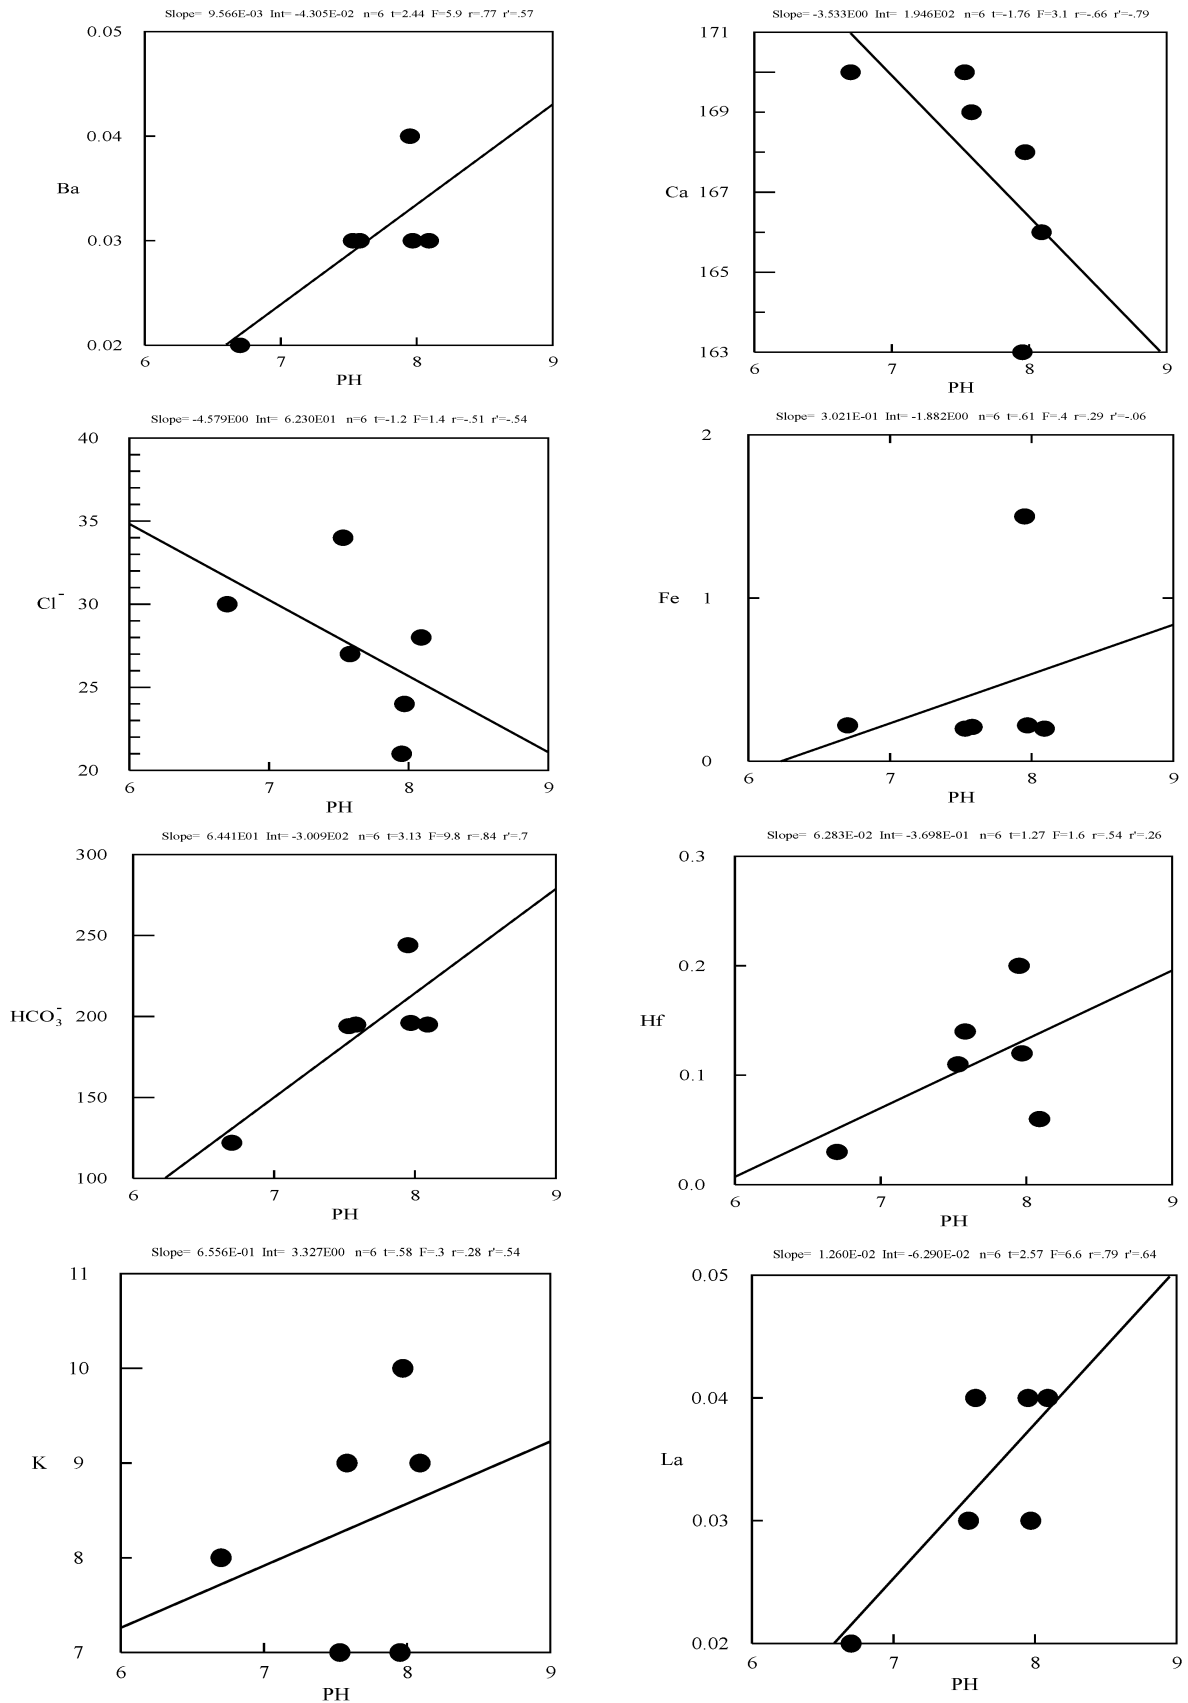 Slope= 9.566E-03 Int= -4.305E-02 n=6 t=2.44 F=5.9 r=.77 r'=.57
0.05
0.04
Ba
0.03
0.02
6 7 8 9
PH
Slope= -3.533E00 Int= 1.946E02 n=6 t=-1.76 F=3.1 r=-.66 r'=-.79
171
169
Ca 167
165
163
6 7 8 9
PH
Slope= -4.579E00 Int= 6.230E01 n=6 t=-1.2 F=1.4 r=-.51 r'=-.54
40
35
Cl⁻ 30
25
20
6 7 8 9
PH
Slope= 3.021E-01 Int= -1.882E00 n=6 t=.61 F=.4 r=.29 r'=-.06
2
Fe 1
0
6 7 8 9
PH
Slope= 6.441E01 Int= -3.009E02 n=6 t=3.13 F=9.8 r=.84 r'=.7
300
250
HCO₃⁻ 200
150
100
6 7 8 9
PH
Slope= 6.283E-02 Int= -3.698E-01 n=6 t=1.27 F=1.6 r=.54 r'=.26
0.3
0.2
Hf
0.1
0.0
6 7 8 9
PH
Slope= 6.556E-01 Int= 3.327E00 n=6 t=.58 F=.3 r=.28 r'=.54
11
10
K 9
8
7
6 7 8 9
PH
Slope= 1.260E-02 Int= -6.290E-02 n=6 t=2.57 F=6.6 r=.79 r'=.64
0.05
0.04
La
0.03
0.02
6 7 8 9
PH